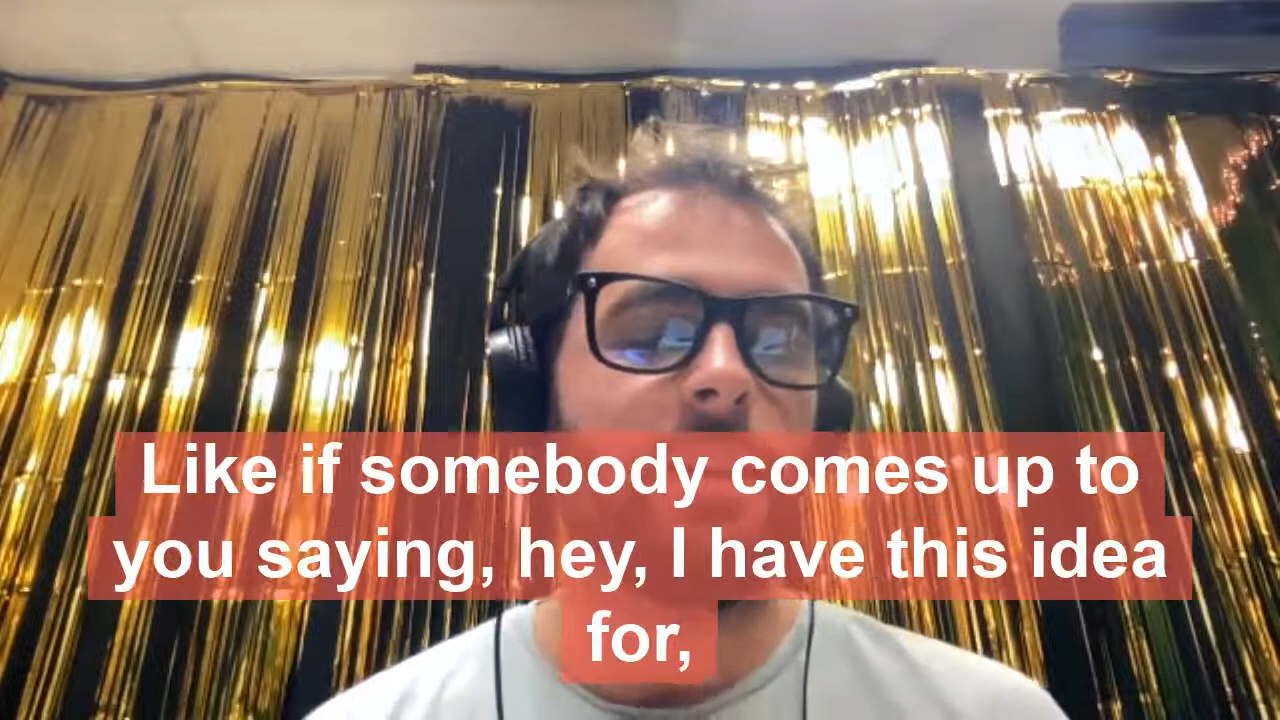 Like if somebody comes up to
you saying, hey, I have this idea
for,